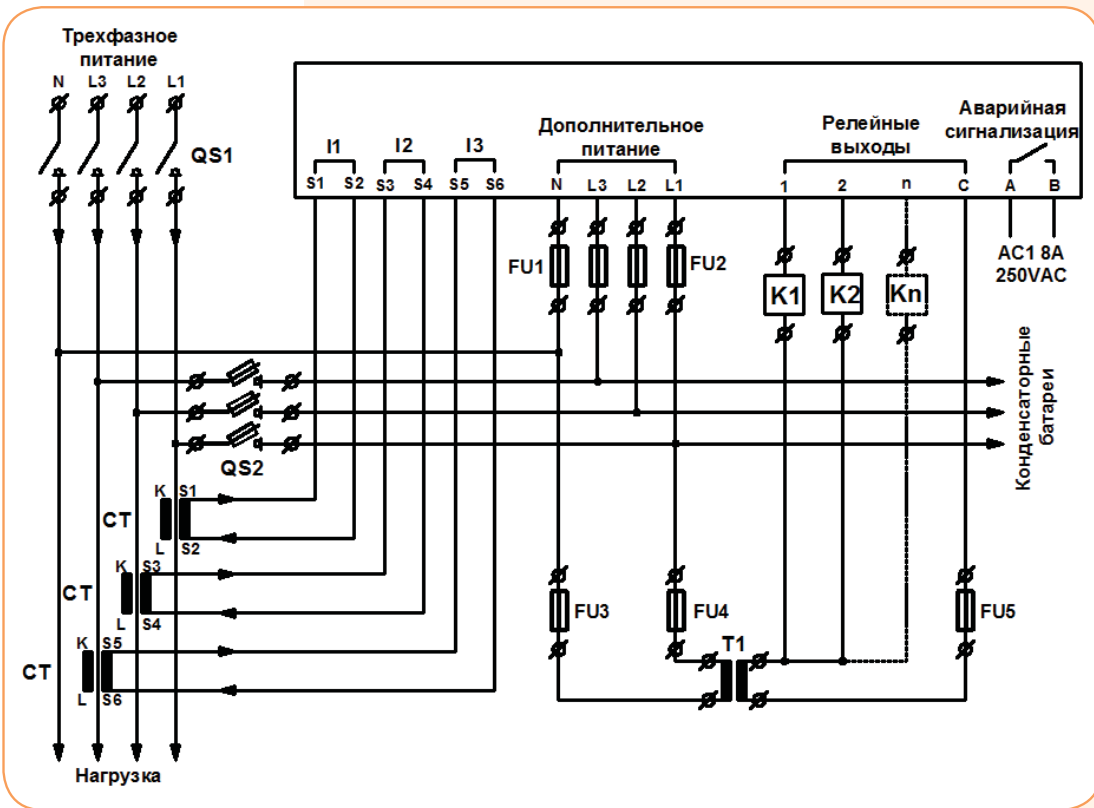 Трехфазное
питание
N L3 L2 L1
QS1
I1 I2 I3
S1 S2 S3 S4 S5 S6
Дополнительное
питание
N L3 L2 L1
Релейные
выходы
1 2 n C
Аварийная
сигнализация
A B
AC1 8A
250VAC
FU1 FU2
K1 K2 Kn
QS2
Конденсаторные
батареи
K S1
CT
L S2
K S3
CT
L S4
K S5
CT
L S6
FU3 FU4 FU5
T1
Нагрузка